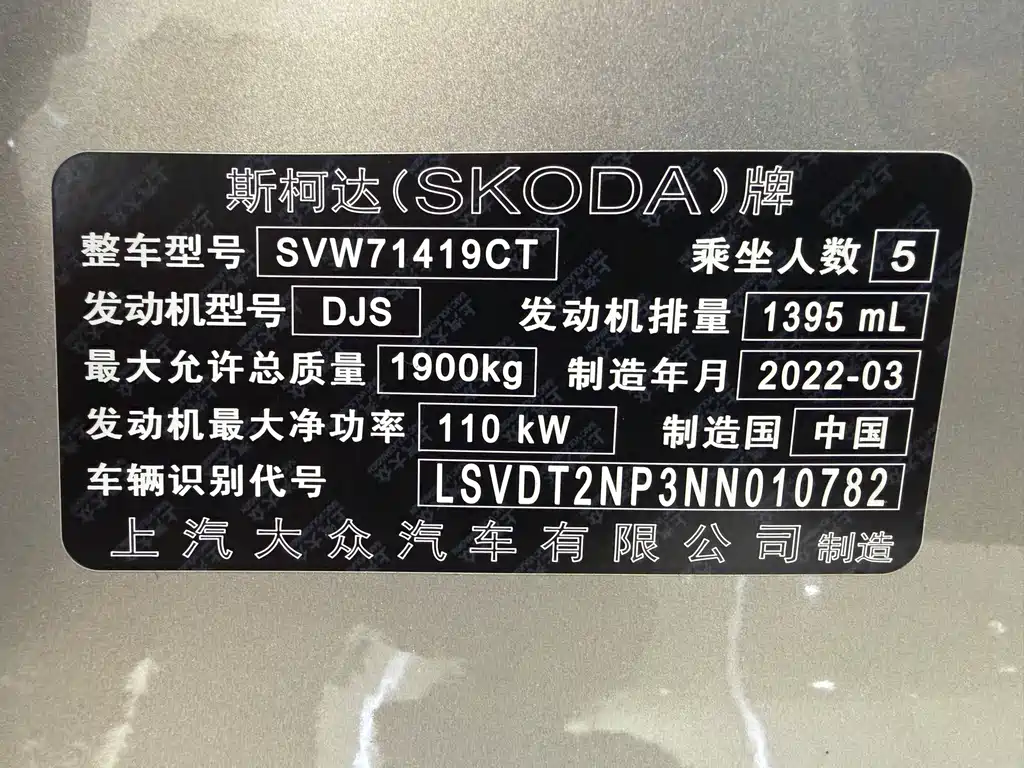 斯柯达(SKODA)牌
整车型号 SVW71419CT 乘坐人数 5
发动机型号 DJS 发动机排量 1395 mL
最大允许总质量 1900kg 制造年月 2022-03
发动机最大净功率 110 kW 制造国 中国
车辆识别代号 LSVDT2NP3NN010782
上汽大众汽车有限公司制造